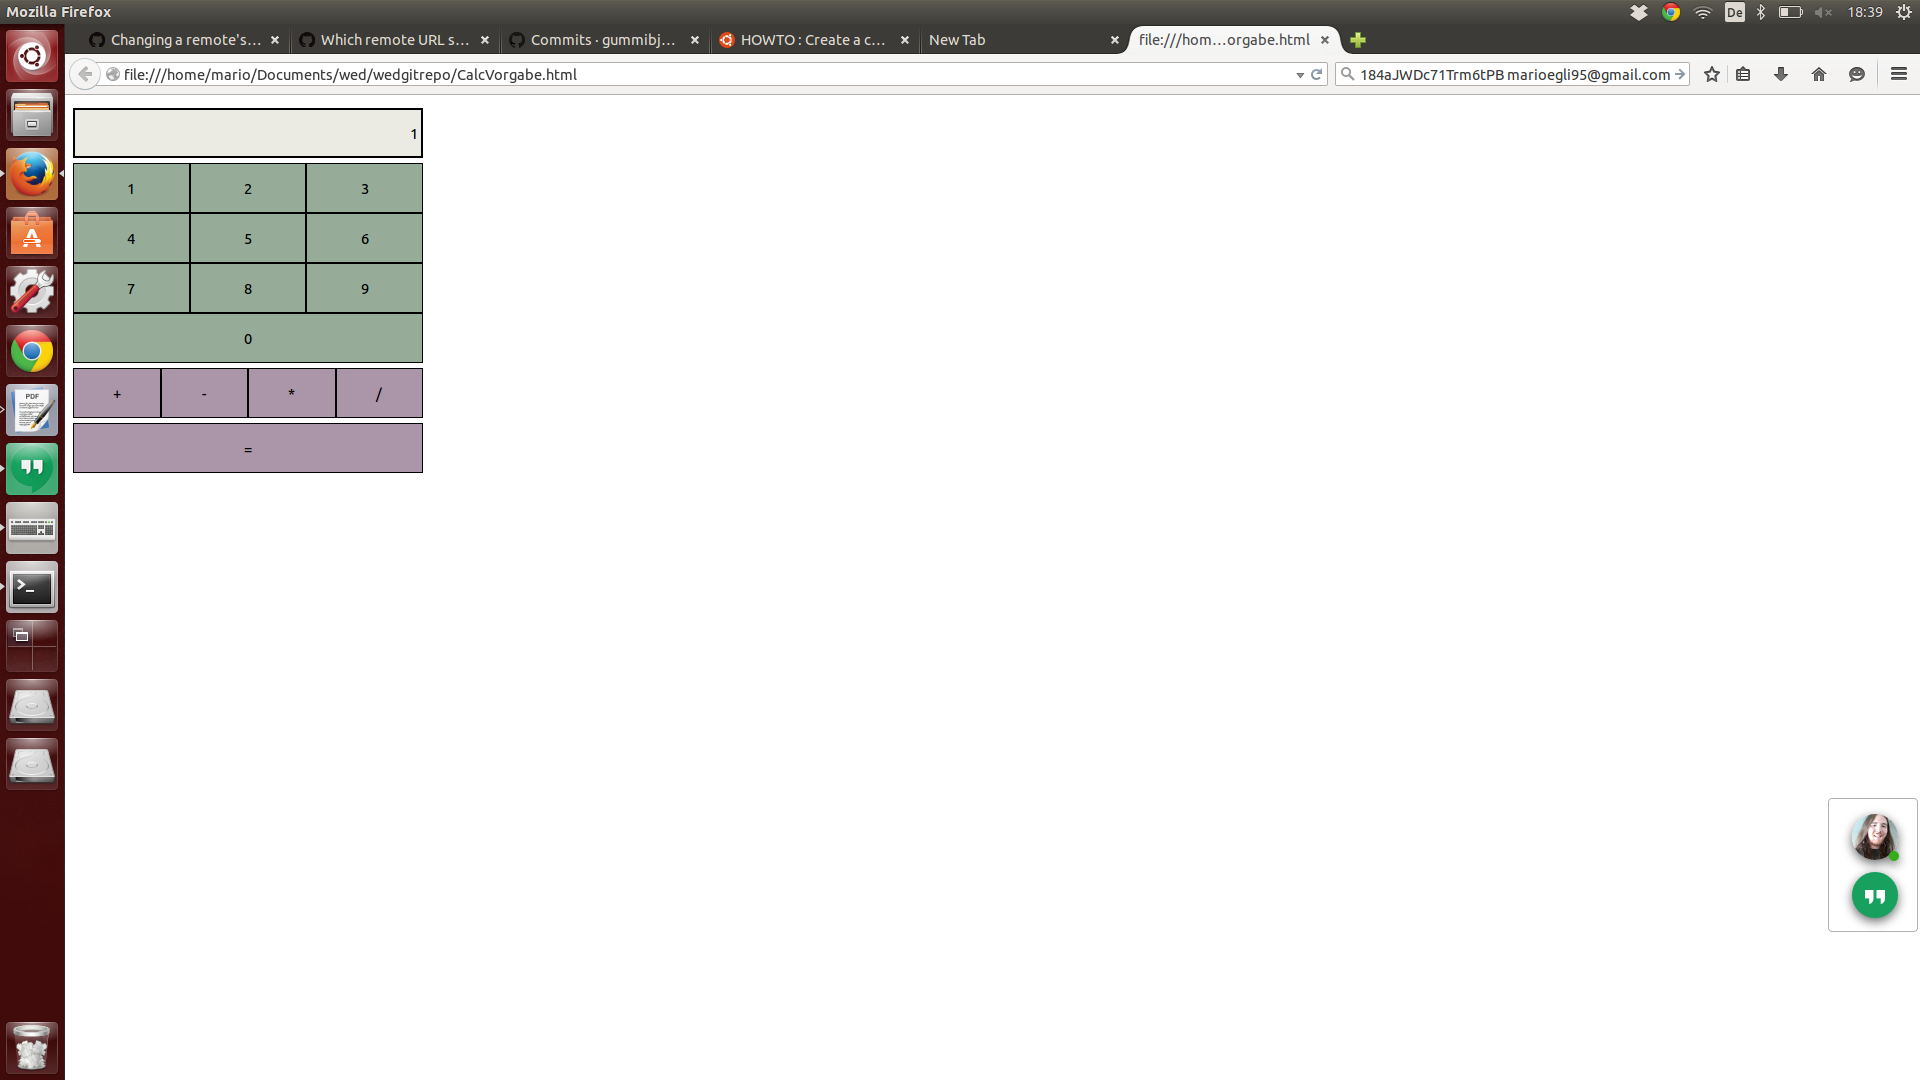 Mozilla Firefox
De
18:39
Changing a remote's...
Which remote URL s...
Commits · gummibj...
HOWTO : Create a c...
New Tab
file:///hom...orgabe.html
file:///home/mario/Documents/wed/wedgitrepo/CalcVorgabe.html
184aJWDc71Trm6tPB marioegli95@gmail.com
1
1 2 3
4 5 6
7 8 9
0
+ - * /
=
PDF